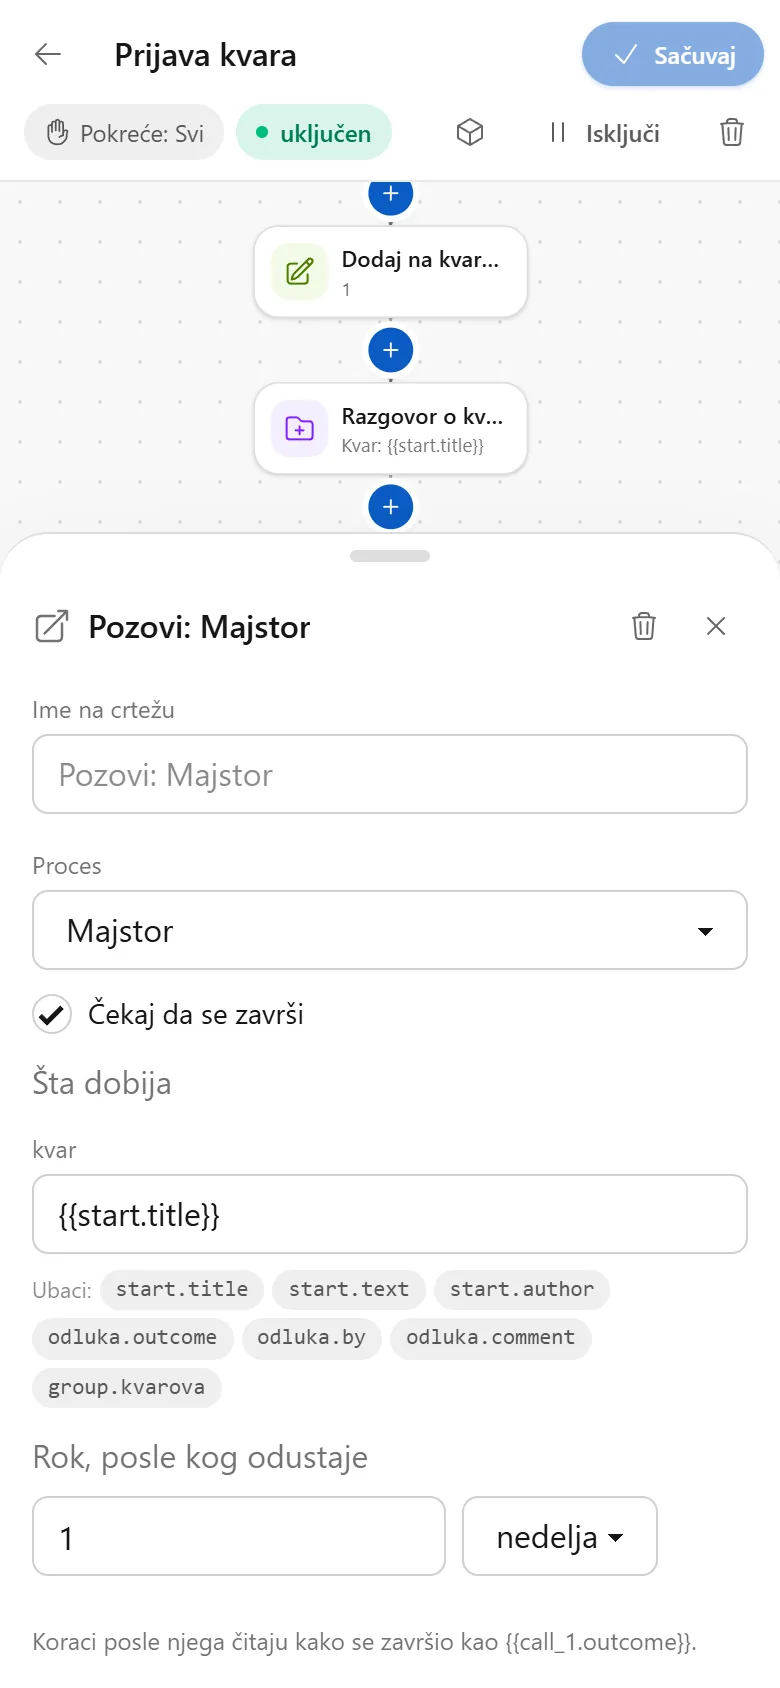 Prijava kvara
Sačuvaj
Pokreće: Svi
uključen
Isključi
Dodaj na kvar...
1
Razgovor o kv...
Kvar: {{start.title}}
Pozovi: Majstor
Ime na crtežu
Pozovi: Majstor
Proces
Majstor
Čekaj da se završi
Šta dobija
kvar
{{start.title}}
Ubaci: start.title start.text start.author
odluka.outcome odluka.by odluka.comment
group.kvarova
Rok, posle kog odustaje
1
nedelja
Koraci posle njega čitaju kako se završio kao {{call_1.outcome}}.